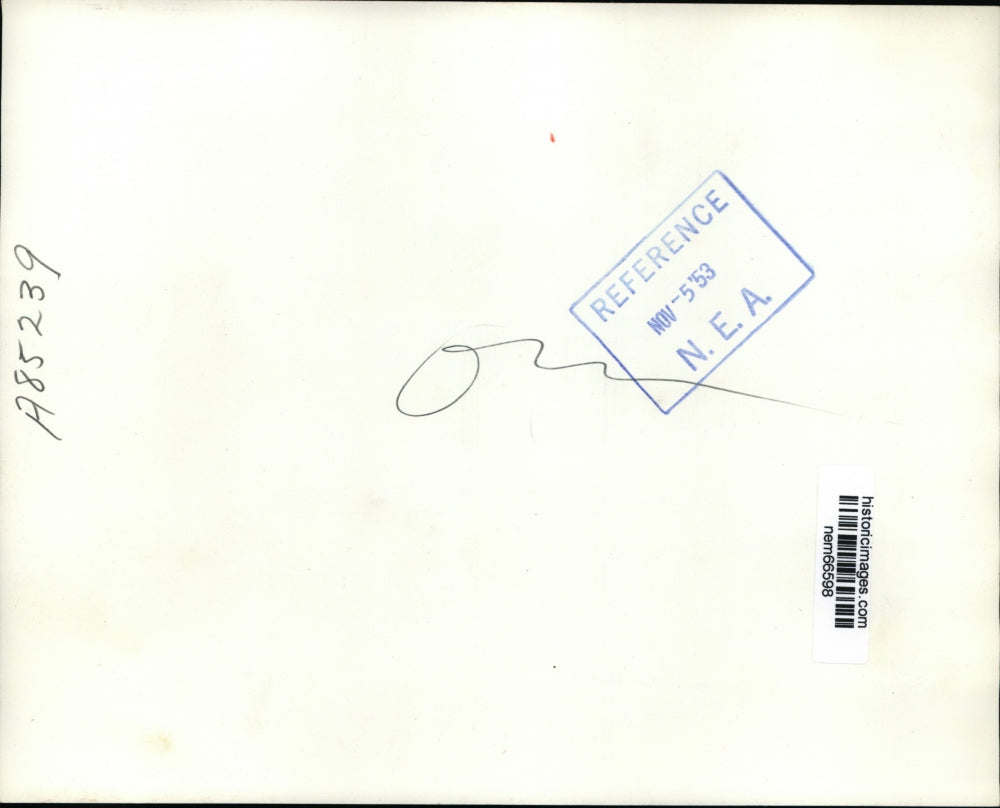 A85239
REFERENCE
NOV-5'53
N. E. A.
historicimages.com
nem66598